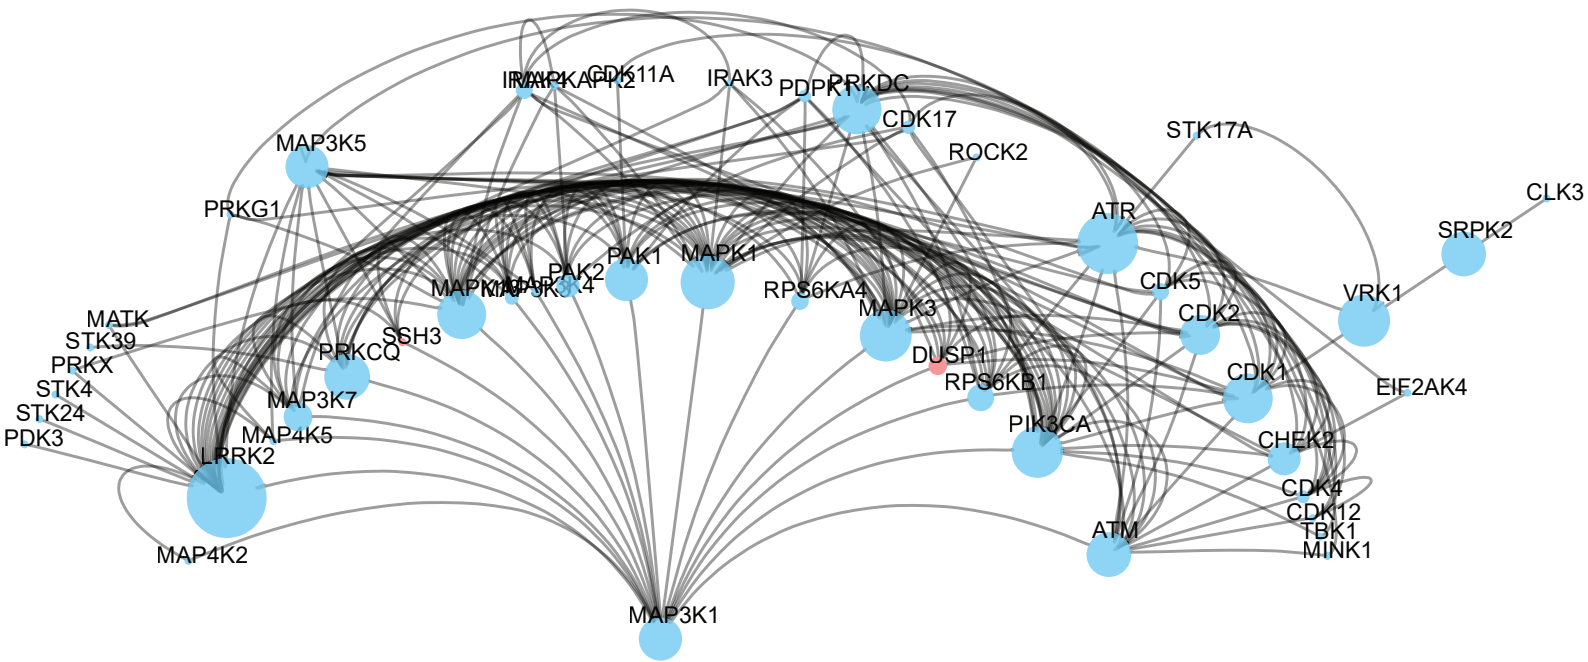 CDK11A
IRAK3
PDPK1
PRKDC
CDK17
STK17A
MAP3K5
ROCK2
CLK3
PRKG1
ATR
SRPK2
PAK1
MAPK1
PAK2
CDK5
RPS6KA4
VRK1
MAPK3
CDK2
MATK
SSH3
STK39
PRKCQ
DUSP1
PRKX
RPS6KB1
CDK1
STK4
EIF2AK4
MAP3K7
STK24
PIK3CA
PDK3
MAP4K5
CHEK2
LRRK2
CDK4
CDK12
ATM
TBK1
MINK1
MAP4K2
MAP3K1